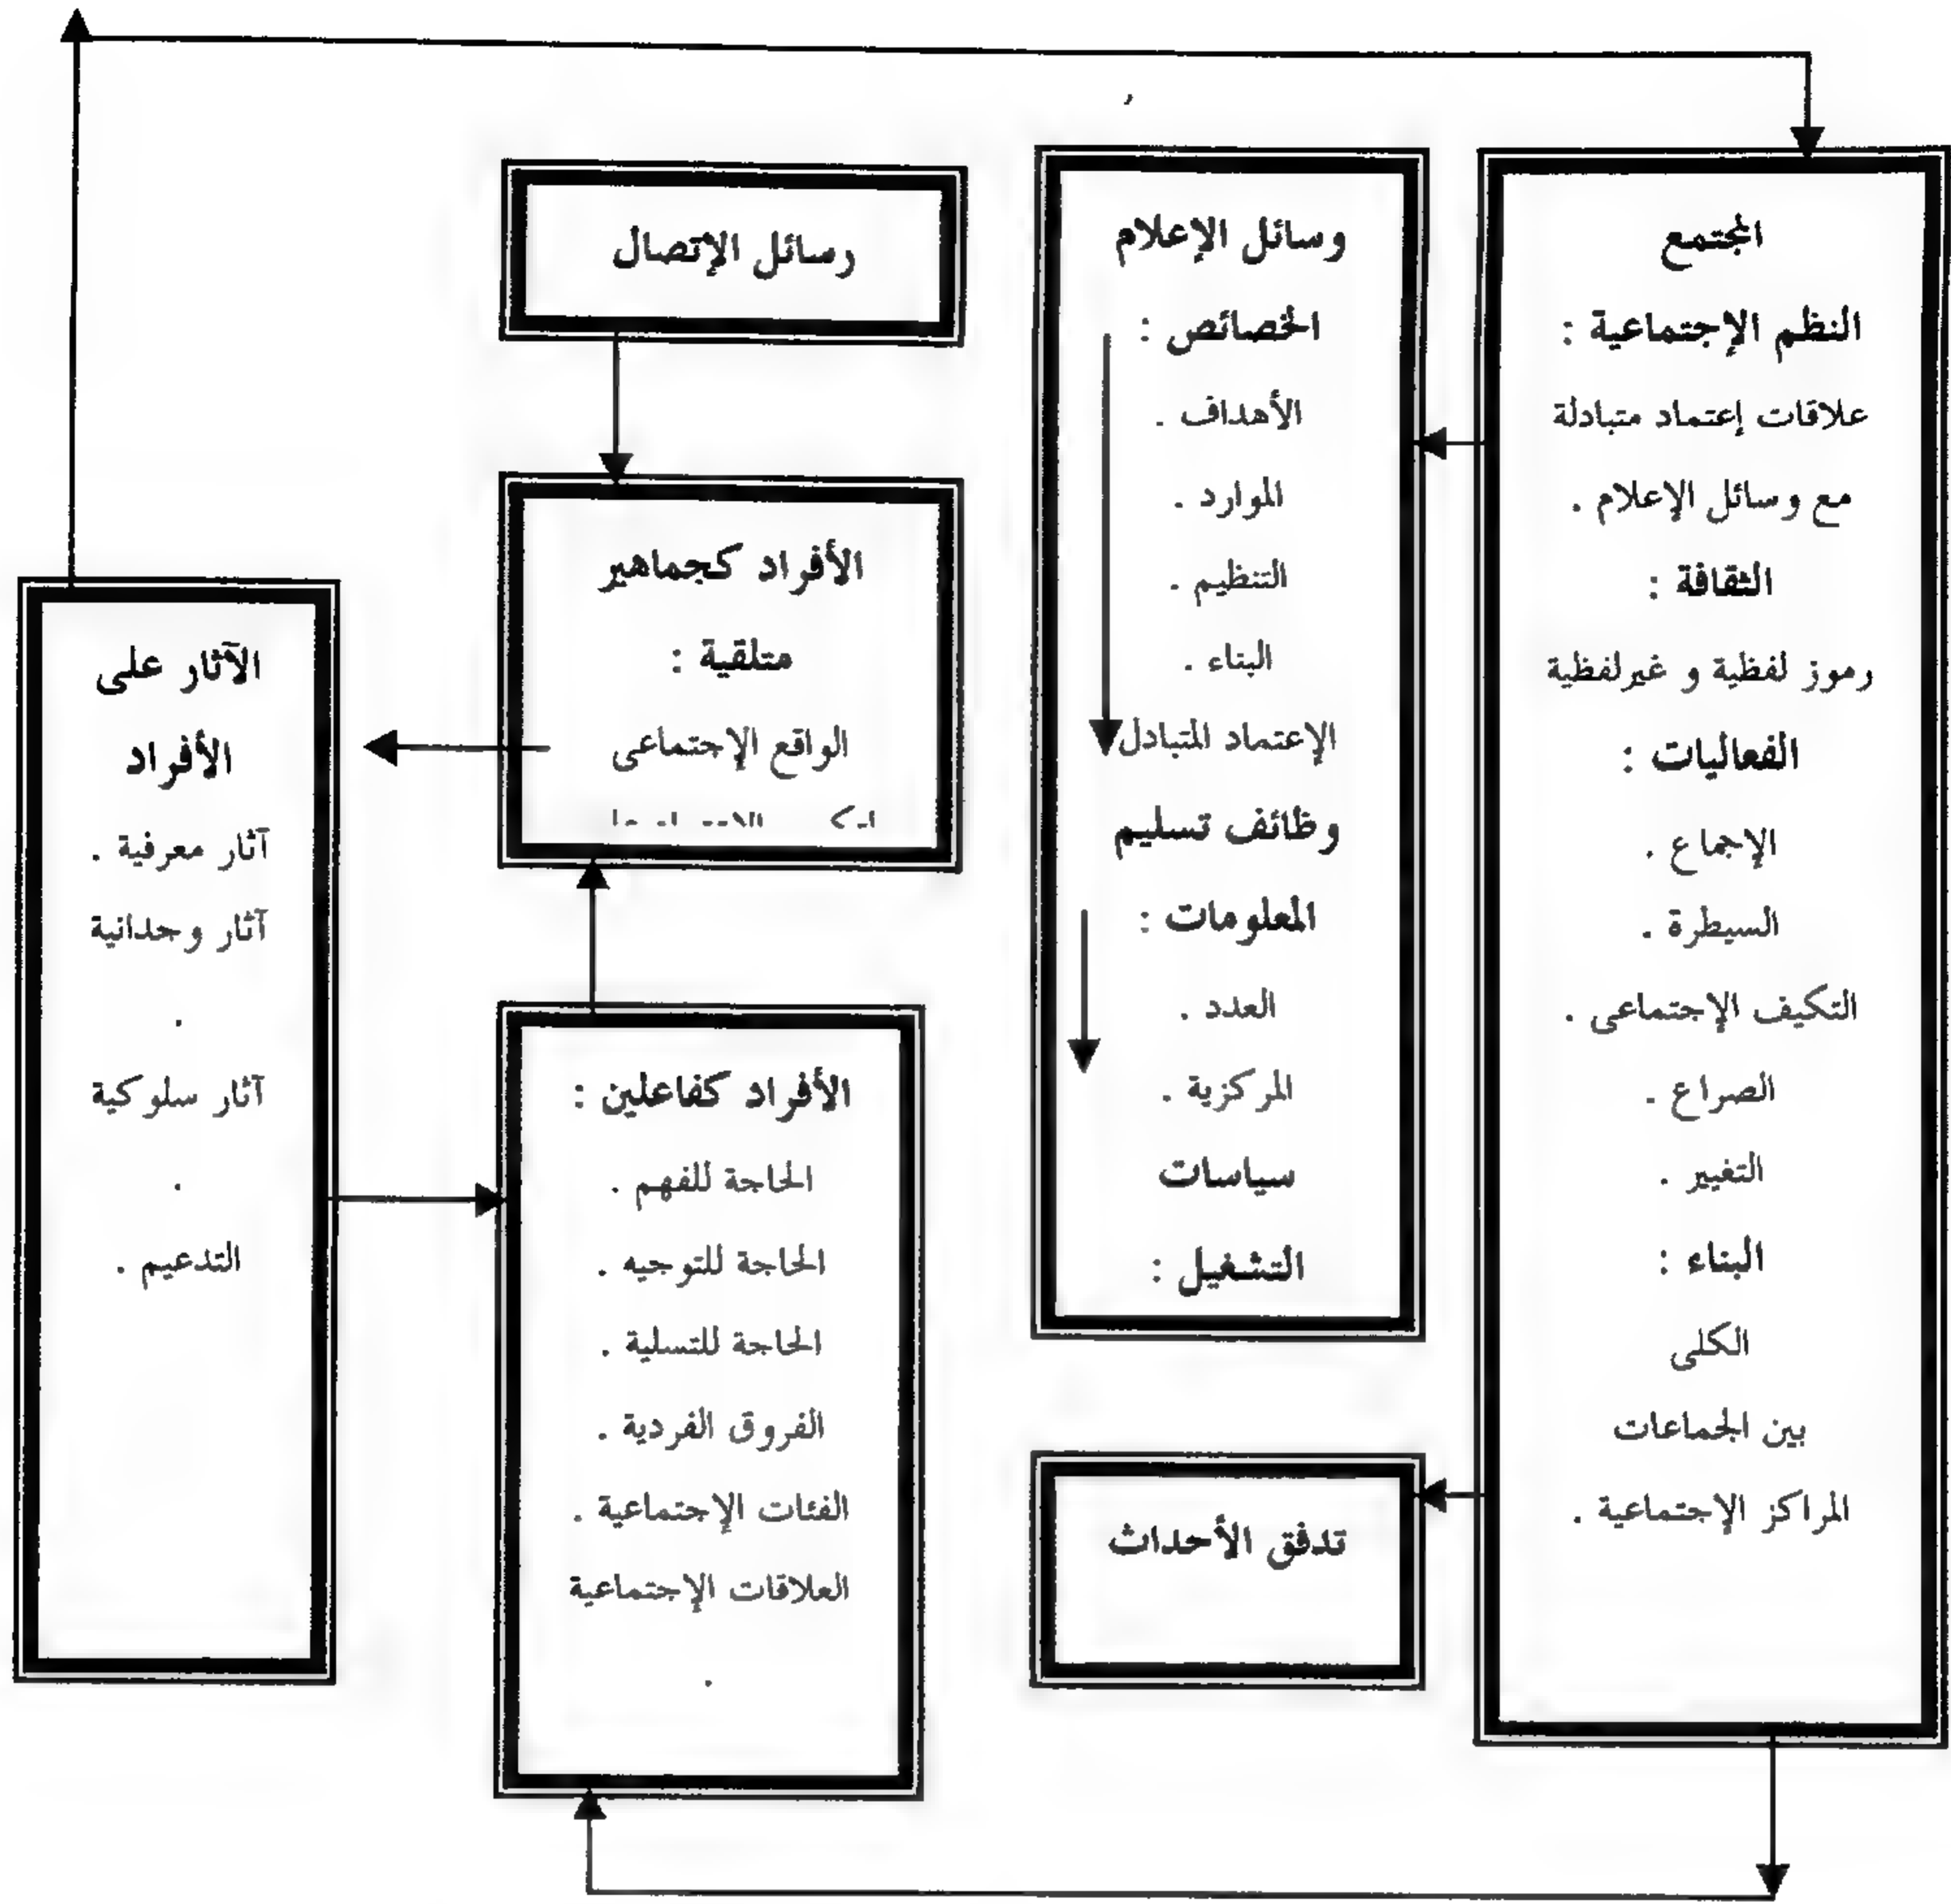 المجتمع
النظم الإجتماعية :
علاقات إعتماد متبادلة
مع وسائل الإعلام .
الثقافة :
رموز لفظية و غيرلفظية
الفعاليات :
الإجماع .
السيطرة .
التكيف الإجتماعى .
الصراع .
التغيير .
البناء :
الكلى
بين الجماعات
المراكز الإجتماعية .
وسائل الإعلام
الخصائص :
الأهداف .
الموارد .
التنظيم .
البناء .
الإعتماد المتبادل
وظائف تسليم
المعلومات :
العدد .
المركزية .
سياسات
التشغيل :
تدفق الأحداث
رسائل الإتصال
الأفراد كجماهير
متلقية :
الواقع الإجتماعى
الأفراد كفاعلين :
الحاجة للفهم .
الحاجة للتوجيه .
الحاجة للتسلية .
الفروق الفردية .
الفئات الإجتماعية .
العلاقات الإجتماعية
.
الآثار على
الأفراد
آثار معرفية .
آثار وجدانية
.
آثار سلوكية
.
التدعيم .